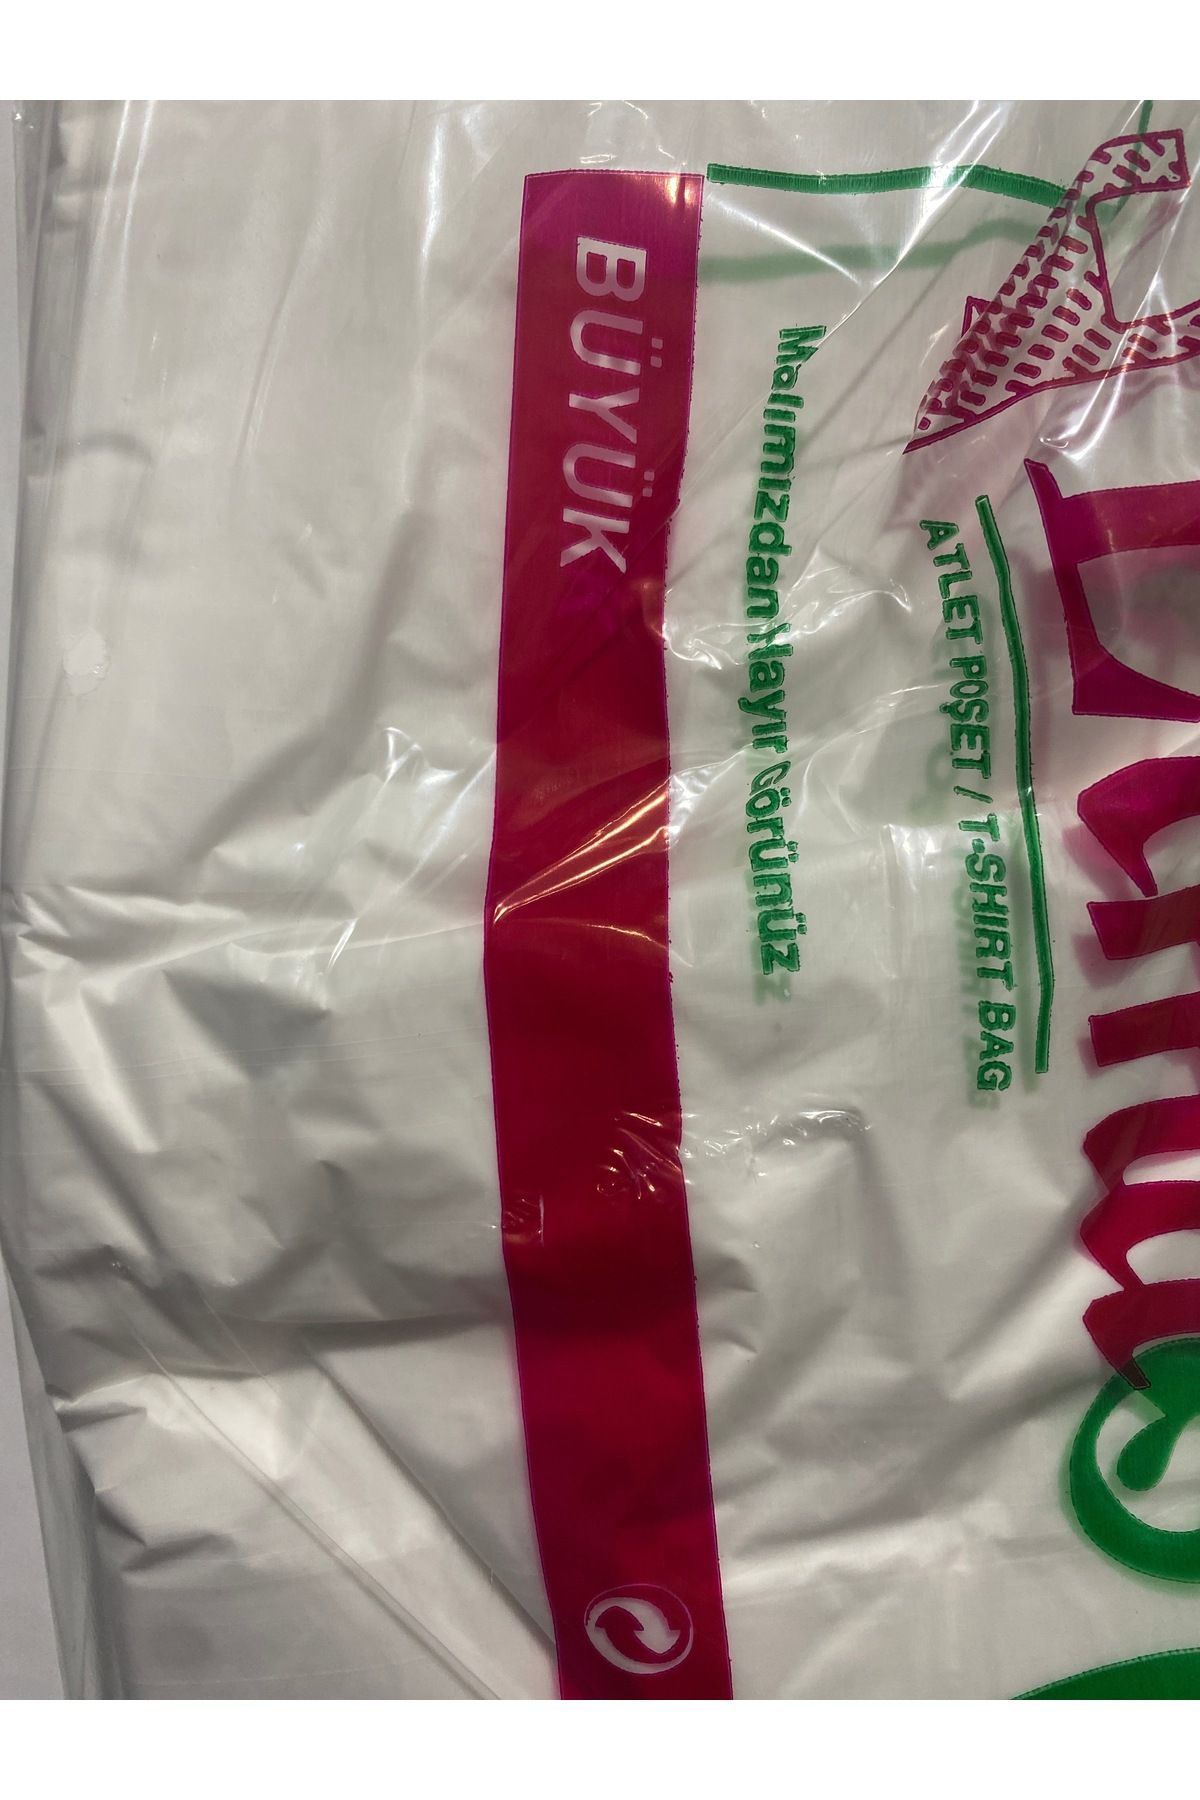 ATLET POŞET / T-SHIRT BAG
Malımızdan Hayır Görünüz
BÜYÜK